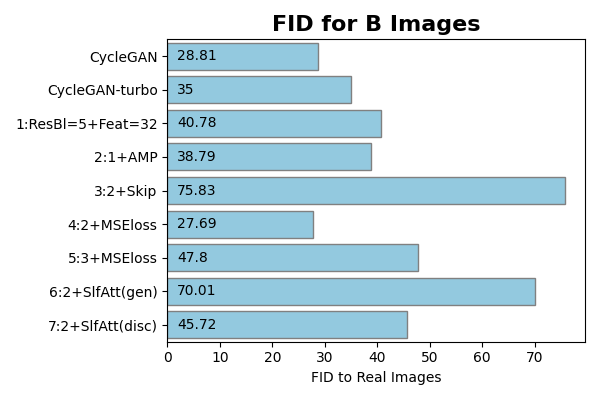 FID for B Images
CycleGAN 28.81
CycleGAN-turbo 35
1:ResBl=5+Feat=32 40.78
2:1+AMP 38.79
3:2+Skip 75.83
4:2+MSEloss 27.69
5:3+MSEloss 47.8
6:2+SlfAtt(gen) 70.01
7:2+SlfAtt(disc) 45.72
0 10 20 30 40 50 60 70
FID to Real Images